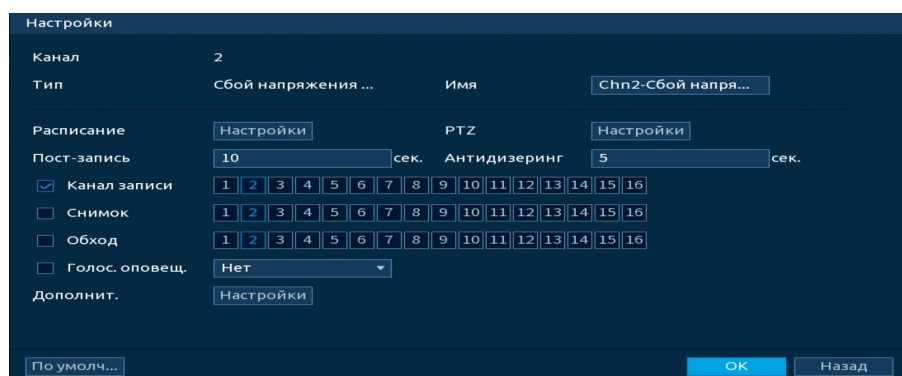 Настройки
Канал 2
Тип Сбой напряжения ... Имя Chn2-Сбой напря...
Расписание Настройки PTZ Настройки
Пост-запись 10 сек. Антидизеринг 5 сек.
Канал записи 1 2 3 4 5 6 7 8 9 10 11 12 13 14 15 16
Снимок 1 2 3 4 5 6 7 8 9 10 11 12 13 14 15 16
Обход 1 2 3 4 5 6 7 8 9 10 11 12 13 14 15 16
Голос. оповещ. Нет
Дополнит. Настройки
По умолч... OK Назад